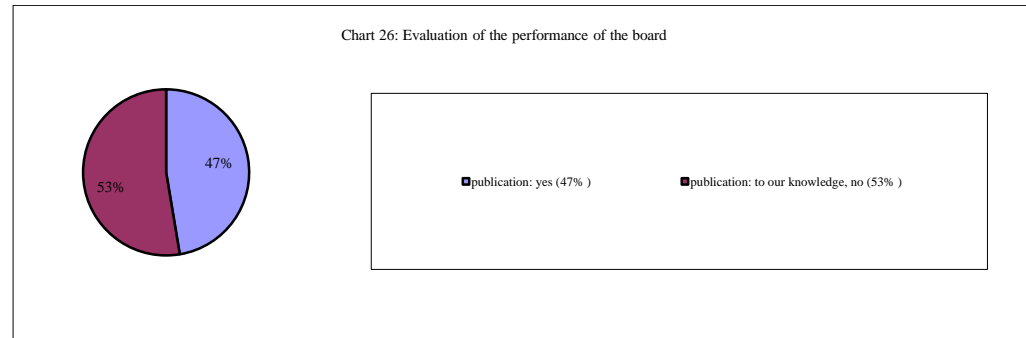 Chart 26: Evaluation of the performance of the board
47%
53%
publication: yes (47% )
publication: to our knowledge, no (53% )